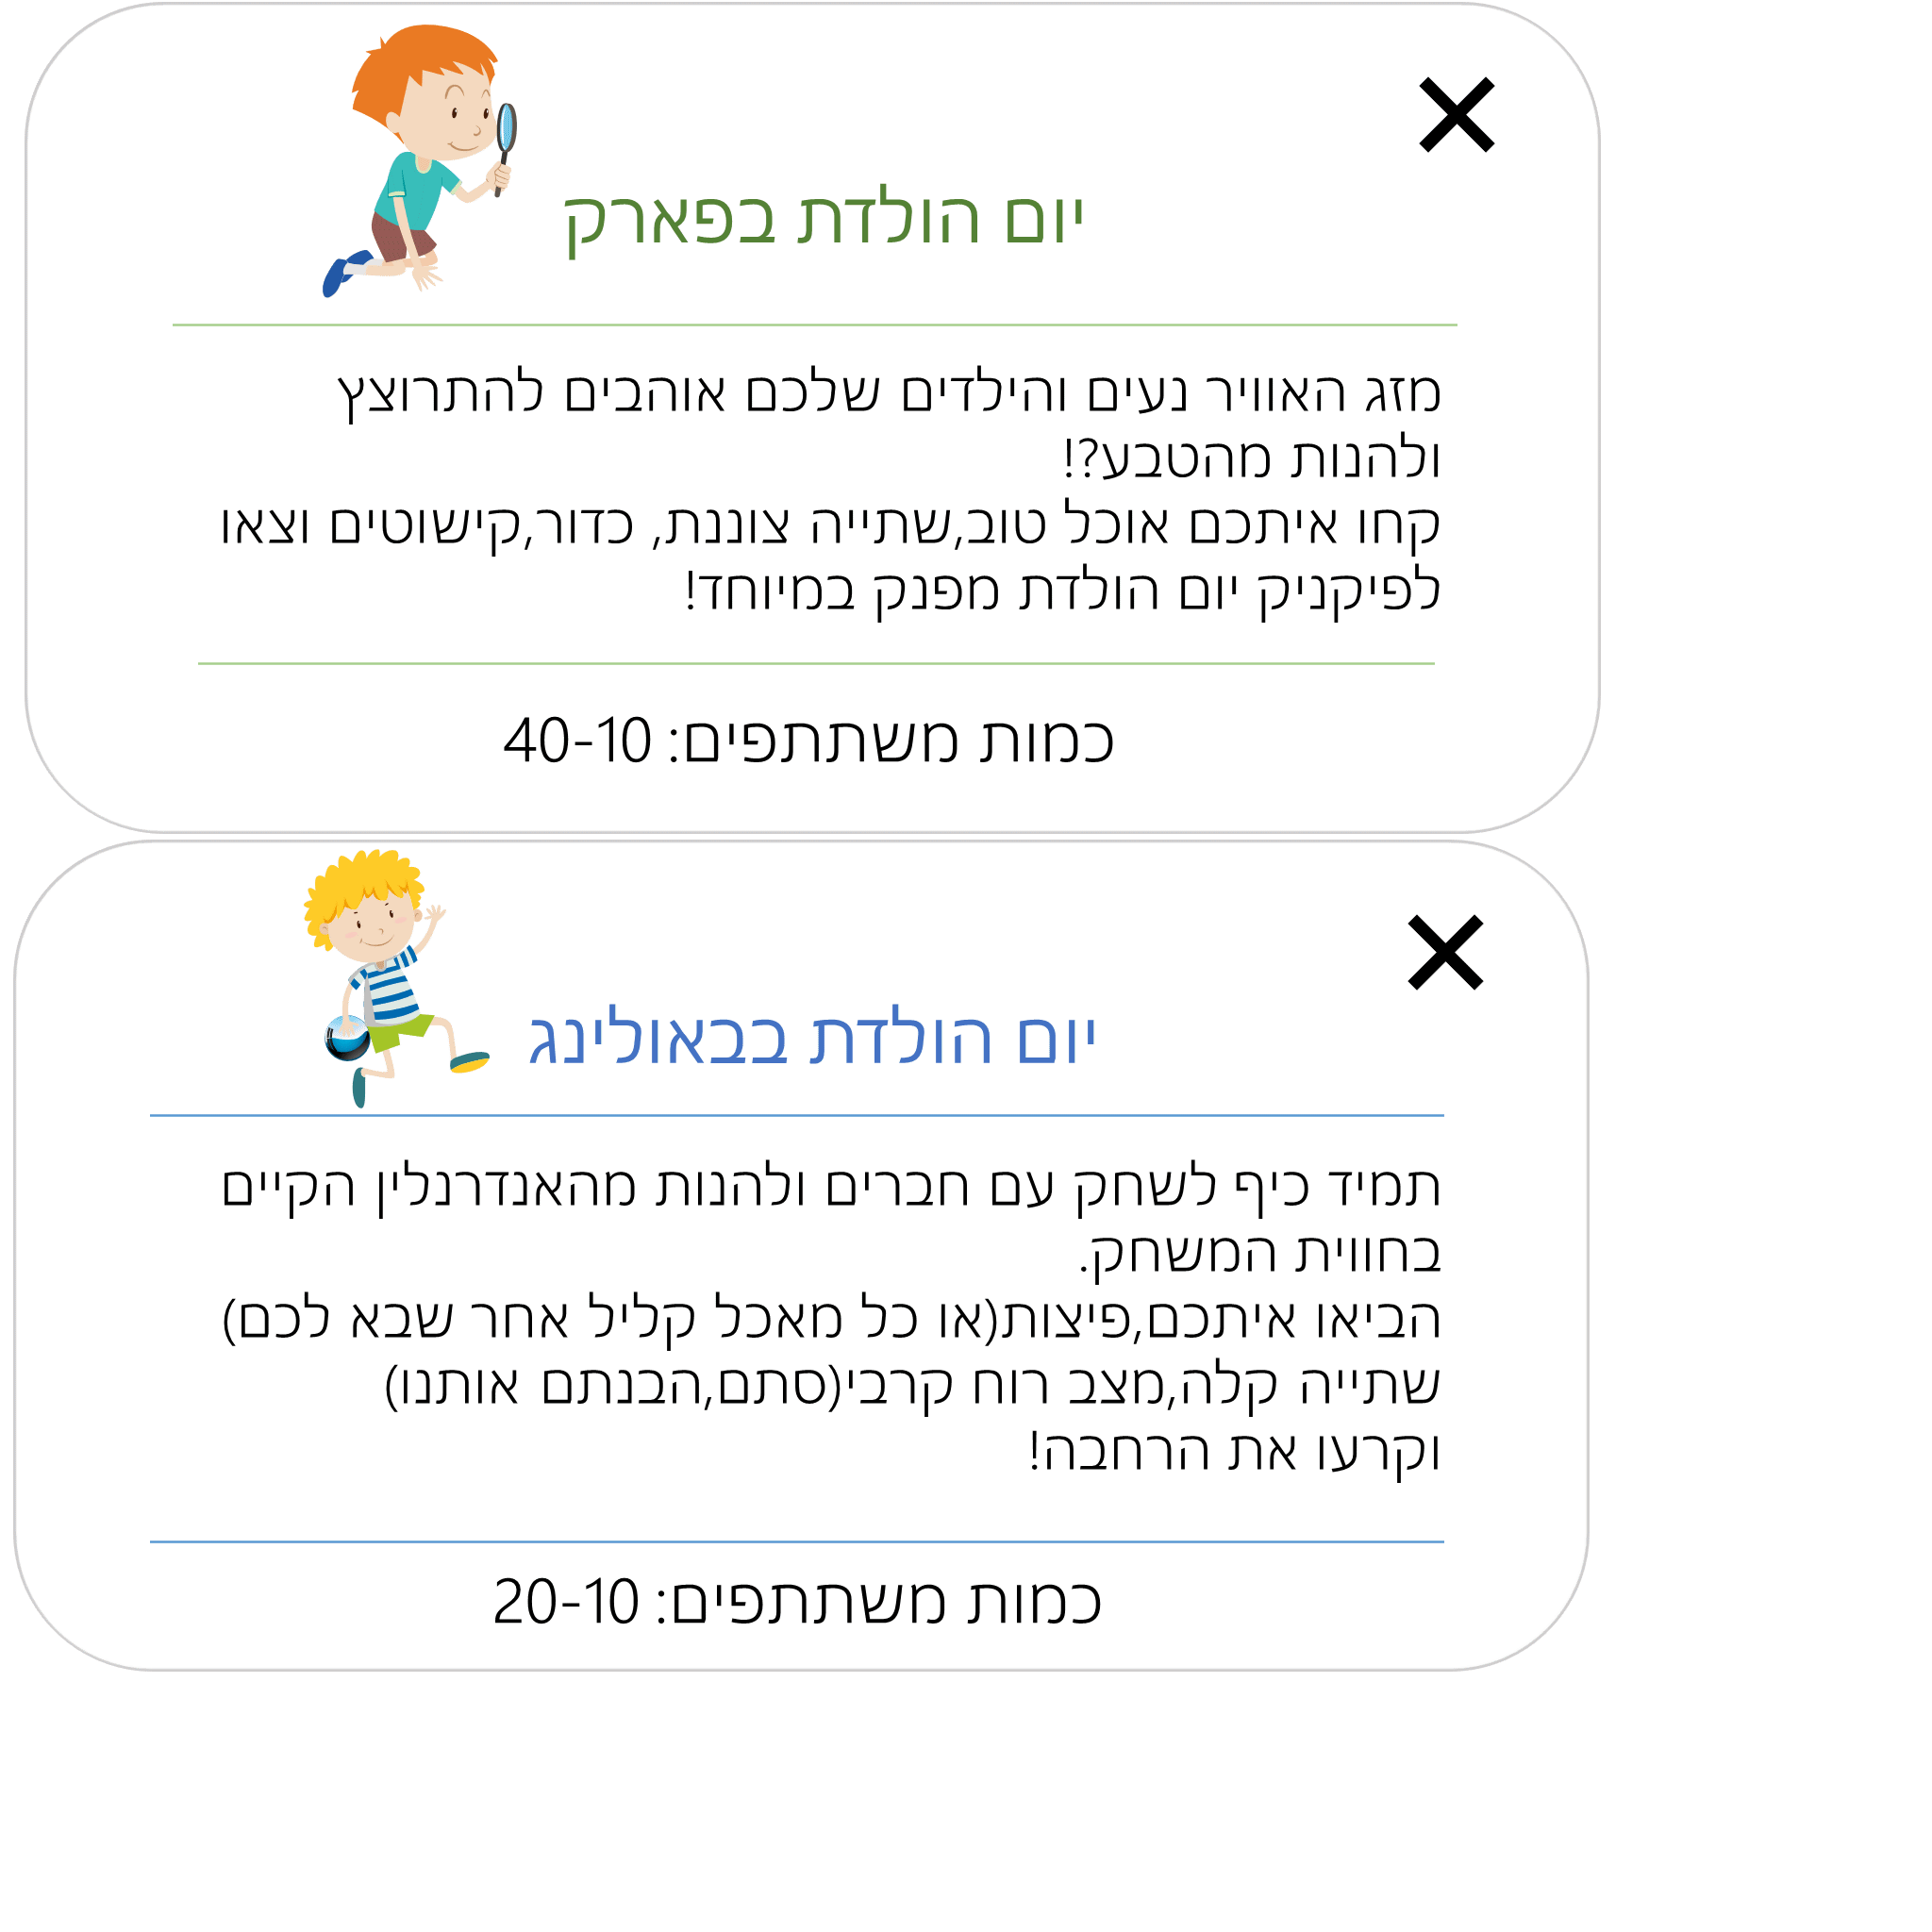 יום הולדת בפארק
מזג האוויר נעים והילדים שלכם אוהבים להתרוצץ
ולהנות מהטבע?!
קחו איתכם אוכל טוב,שתייה צוננת, כדור,קישוטים וצאו
לפיקניק יום הולדת מפנק במיוחד!
כמות משתתפים: 40-10
יום הולדת בבאולינג
תמיד כיף לשחק עם חברים ולהנות מהאנדרנלין הקיים
בחווית המשחק.
הביאו איתכם,פיצות(או כל מאכל קליל אחר שבא לכם)
שתייה קלה,מצב רוח קרבי(סתם,הבנתם אותנו)
וקרעו את הרחבה!
כמות משתתפים: 20-10